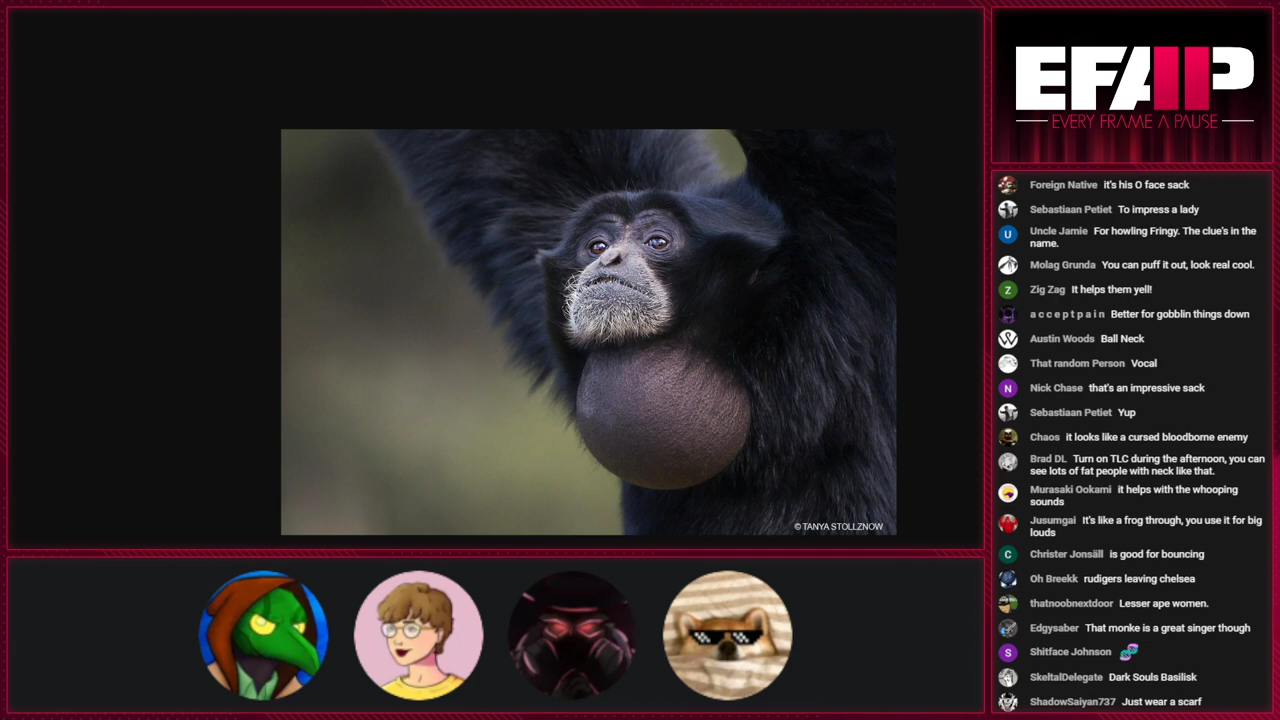 © TANYA STOLLZNOW
EFAP
EVERY FRAME A PAUSE
Foreign Native it's his O face sack
Sebastiaan Petiet To impress a lady
U
Uncle Jamie For howling Fringy. The clue's in the
name.
Molag Grunda You can puff it out, look real cool.
Z
Zig Zag It helps them yell!
a c c e p t p a i n Better for gobblin things down
Austin Woods Ball Neck
That random Person Vocal
N
Nick Chase that's an impressive sack
Sebastiaan Petiet Yup
Chaos it looks like a cursed bloodborne enemy
Brad DL Turn on TLC during the afternoon, you can
see lots of fat people with neck like that.
Murasaki Ookami it helps with the whooping
sounds
Jusumgai It's like a frog through, you use it for big
louds
C
Christer Jonsäll is good for bouncing
Oh Breekk rudigers leaving chelsea
thatnoobnextdoor Lesser ape women.
Edgysaber That monke is a great singer though
S
Shitface Johnson 🧬
SkeltalDelegate Dark Souls Basilisk
ShadowSaiyan737 Just wear a scarf